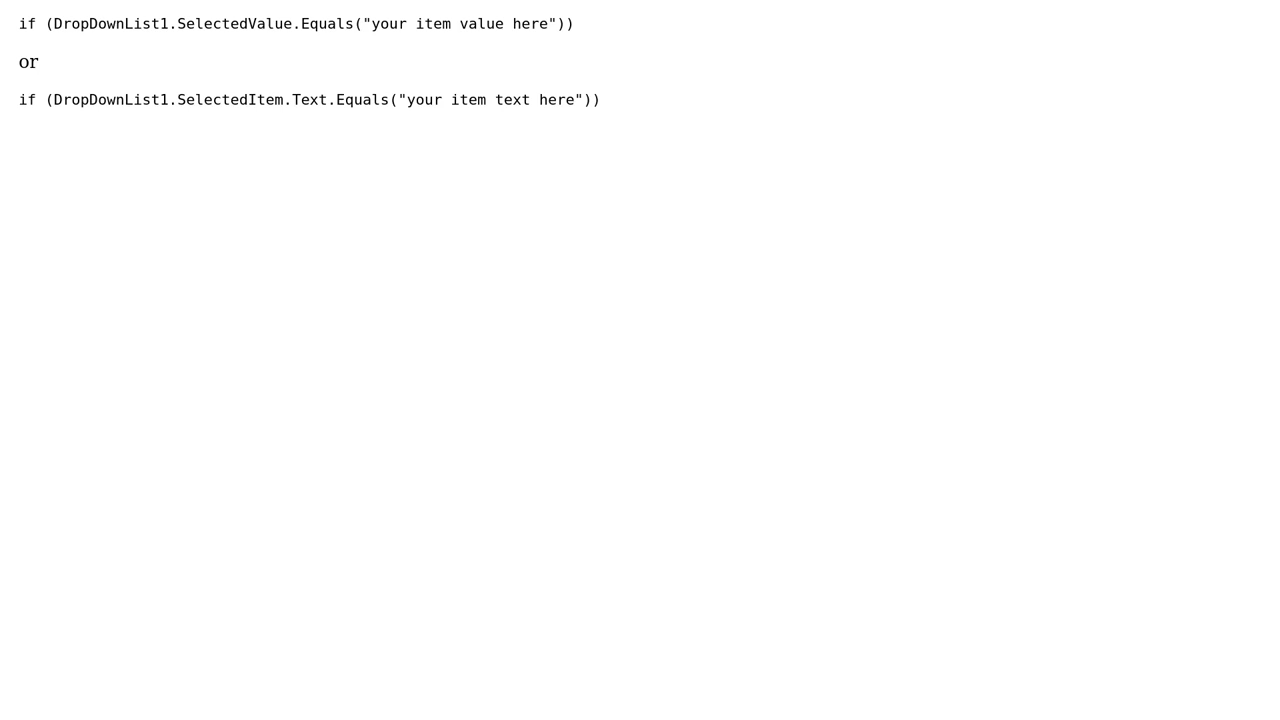 if (DropDownList1.SelectedValue.Equals("your item value here"))
or
if (DropDownList1.SelectedItem.Text.Equals("your item text here"))